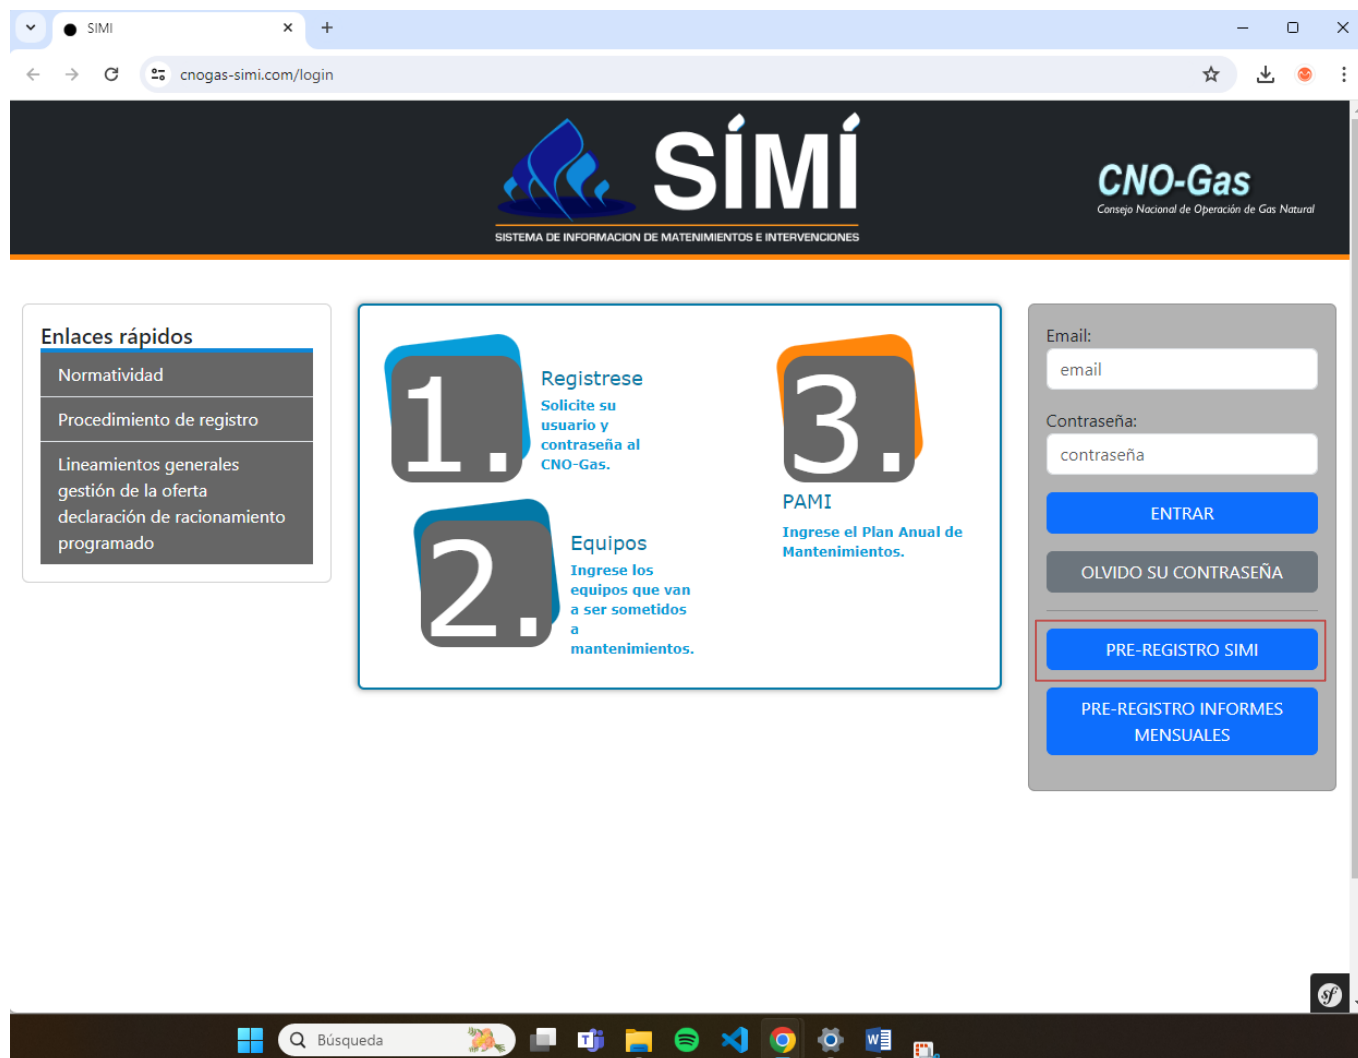 SIMI
cnogas-simi.com/login
SÍMÍ
SISTEMA DE INFORMACION DE MATENIMIENTOS E INTERVENCIONES
CNO-Gas
Consejo Nacional de Operación de Gas Natural
Enlaces rápidos
Normatividad
Procedimiento de registro
Lineamientos generales
gestión de la oferta
declaración de racionamiento
programado
1.
Registrese
Solicite su
usuario y
contraseña al
CNO-Gas.
2.
Equipos
Ingrese los
equipos que van
a ser sometidos
a
mantenimientos.
3.
PAMI
Ingrese el Plan Anual de
Mantenimientos.
Email:
email
Contraseña:
contraseña
ENTRAR
OLVIDO SU CONTRASEÑA
PRE-REGISTRO SIMI
PRE-REGISTRO INFORMES
MENSUALES
sf
Búsqueda